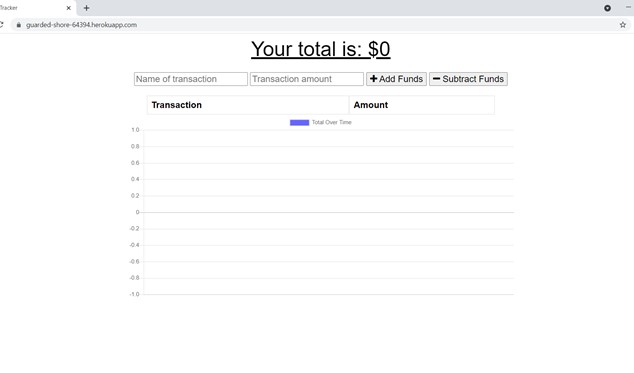 Tracker
guarded-shore-64394.herokuapp.com
Your total is: $0
Name of transaction Transaction amount Add Funds Subtract Funds
Transaction Amount
Total Over Time
1.0
0.8
0.6
0.4
0.2
0
-0.2
-0.4
-0.6
-0.8
-1.0